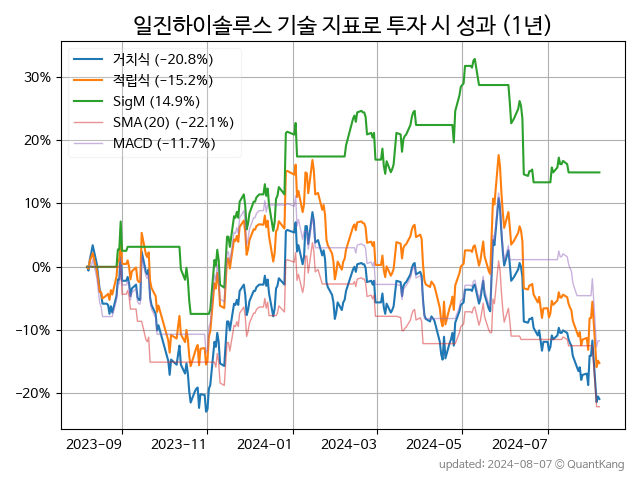 일진하이솔루스 기술 지표로 투자 시 성과 (1년)
거치식 (−20.8%)
적립식 (−15.2%)
SigM (14.9%)
SMA(20) (−22.1%)
MACD (−11.7%)
30%
20%
10%
0%
−10%
−20%
2023-09
2023-11
2024-01
2024-03
2024-05
2024-07
updated: 2024-08-07 © QuantKang